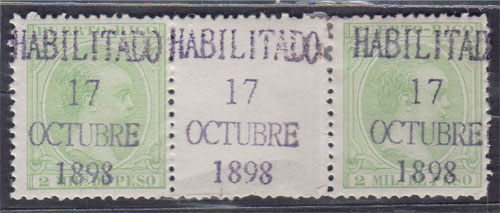 HABILITADO HABILITADO HABILITAD
17 17 17
OCTUBRE OCTUBRE OCTUBRE
1898 1898 1898
2 PESO 2 MIL